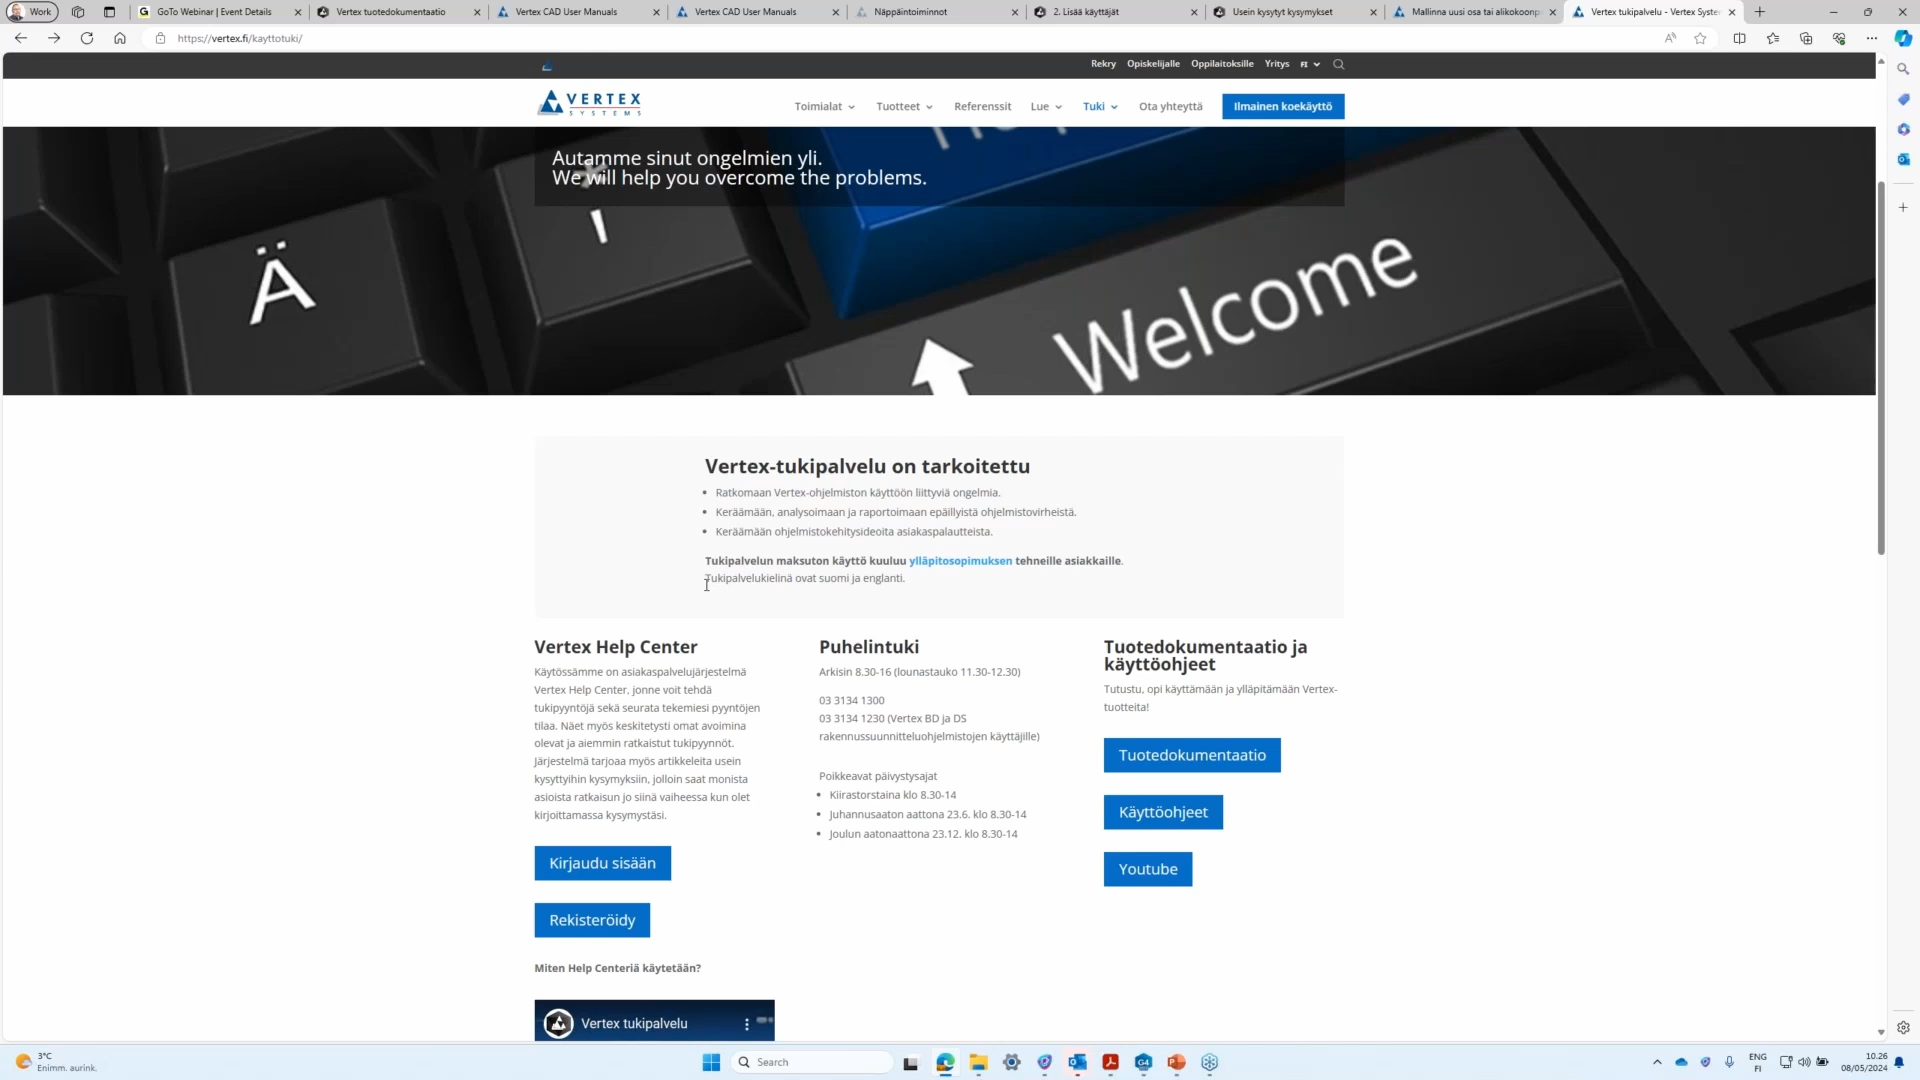 Work
GoTo Webinar | Event Details
Vertex tuotedokumentaatio
Vertex CAD User Manuals
Vertex CAD User Manuals
Näppäintoiminnot
2. Lisää käyttäjät
Usein kysytyt kysymykset
Mallinna uusi osa tai alikokoonp
Vertex tukipalvelu - Vertex Syste
https://vertex.fi/kayttotuki/
Rekry Opiskelijalle Oppilaitoksille Yritys FI
VERTEX
SYSTEMS
Toimialat Tuotteet Referenssit Lue Tuki Ota yhteyttä Ilmainen koekäyttö
Autamme sinut ongelmien yli.
We will help you overcome the problems.
Ä
*
'
Welcome
Vertex-tukipalvelu on tarkoitettu
• Ratkomaan Vertex-ohjelmiston käyttöön liittyviä ongelmia.
• Keräämään, analysoimaan ja raportoimaan epäillyistä ohjelmistovirheistä.
• Keräämään ohjelmistokehitysideoita asiakaspalautteista.
Tukipalvelun maksuton käyttö kuuluu ylläpitosopimuksen tehneille asiakkaille.
Tukipalvelukielinä ovat suomi ja englanti.
Vertex Help Center
Käytössämme on asiakaspalvelujärjestelmä
Vertex Help Center, jonne voit tehdä
tukipyyntöjä sekä seurata tekemiesi pyyntöjen
tilaa. Näet myös keskitetysti omat avoimina
olevat ja aiemmin ratkaistut tukipyynnöt.
Järjestelmä tarjoaa myös artikkeleita usein
kysyttyihin kysymyksiin, jolloin saat monista
asioista ratkaisun jo siinä vaiheessa kun olet
kirjoittamassa kysymystäsi.
Kirjaudu sisään
Rekisteröidy
Miten Help Centeriä käytetään?
Vertex tukipalvelu
Puhelintuki
Arkisin 8.30-16 (lounastauko 11.30-12.30)
03 3134 1300
03 3134 1230 (Vertex BD ja DS
rakennussuunnitteluohjelmistojen käyttäjille)
Poikkeavat päivystysajat
• Kiirastorstaina klo 8.30-14
• Juhannusaaton aattona 23.6. klo 8.30-14
• Joulun aatonaattona 23.12. klo 8.30-14
Tuotedokumentaatio ja
käyttöohjeet
Tutustu, opi käyttämään ja ylläpitämään Vertex-
tuotteita!
Tuotedokumentaatio
Käyttöohjeet
Youtube
3°C
Enimm. aurink.
Search
ENG
FI
10.26
08/05/2024